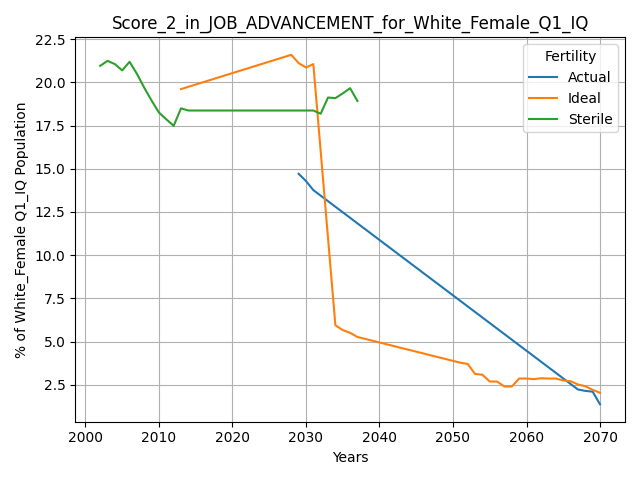 Score_2_in_JOB_ADVANCEMENT_for_White_Female_Q1_IQ
% of White_Female Q1_IQ Population
22.5
20.0
17.5
15.0
12.5
10.0
7.5
5.0
2.5
Fertility
Actual
Ideal
Sterile
2000 2010 2020 2030 2040 2050 2060 2070
Years